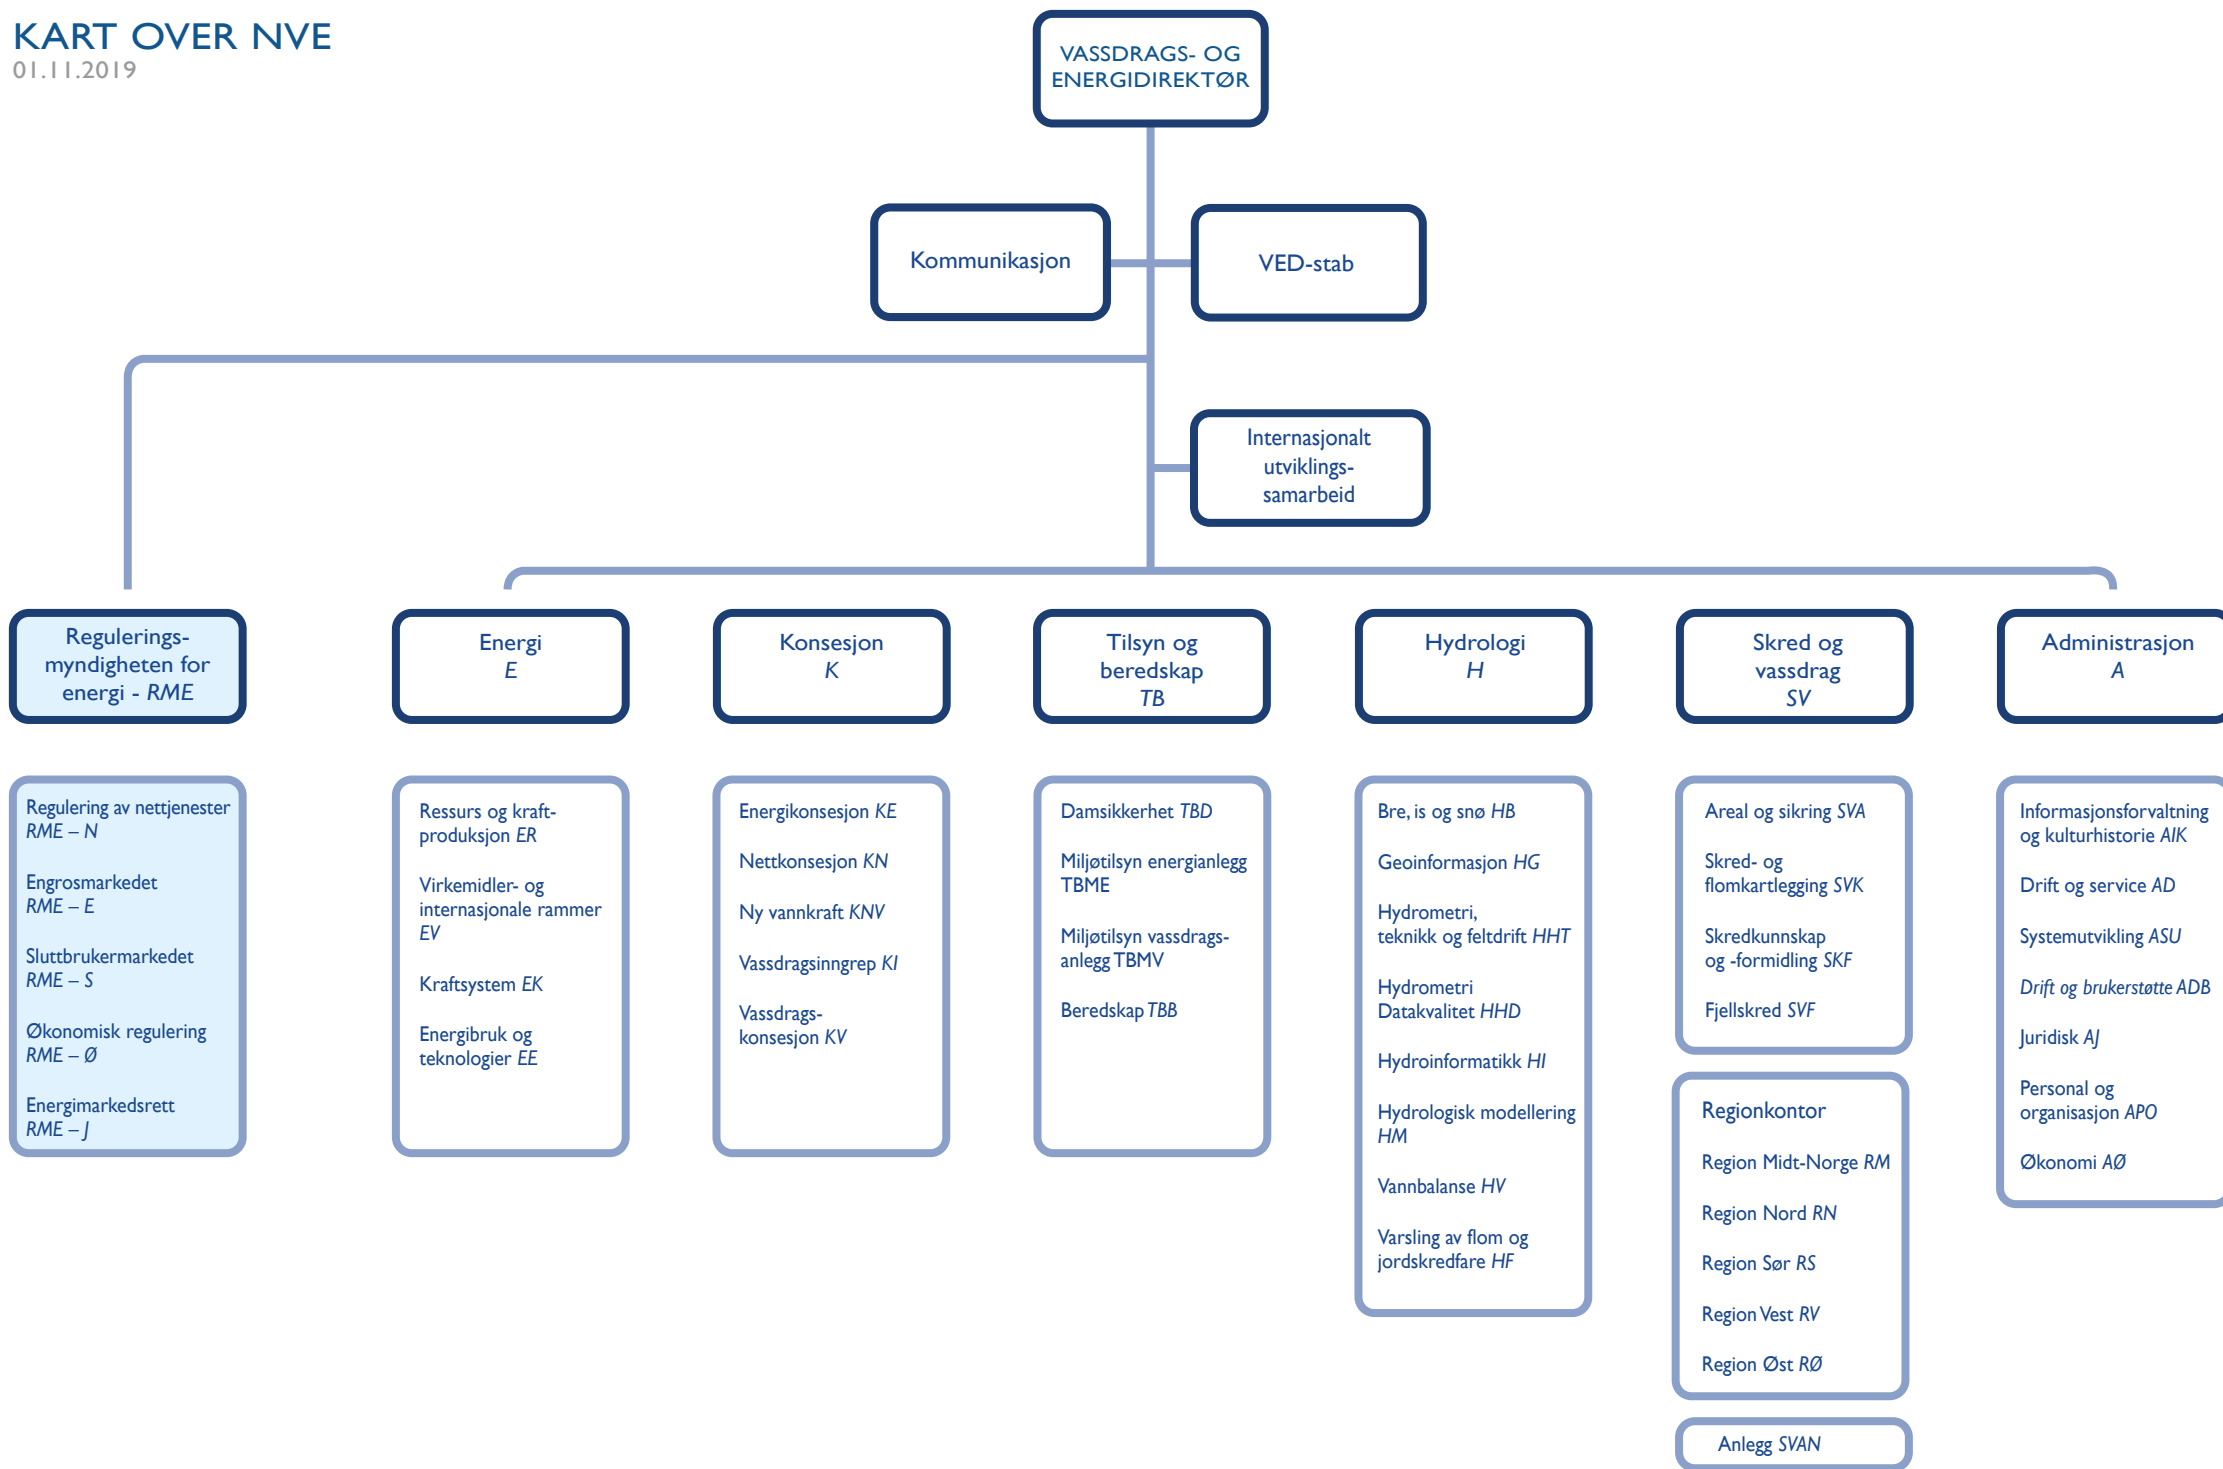 KART OVER NVE
01.11.2019
VASSDRAGS- OG
ENERGIDIREKTØR
Kommunikasjon
VED-stab
Internasjonalt
utviklings-
samarbeid
Regulerings-
myndigheten for
energi - RME
Energi
E
Konsesjon
K
Tilsyn og
beredskap
TB
Hydrologi
H
Skred og
vassdrag
SV
Administrasjon
A
Regulering av nettjenester
RME – N
Engrosmarkedet
RME – E
Sluttbrukermarkedet
RME – S
Økonomisk regulering
RME – Ø
Energimarkedsrett
RME – J
Ressurs og kraft-
produksjon ER
Virkemidler- og
internasjonale rammer
EV
Kraftsystem EK
Energibruk og
teknologier EE
Energikonsesjon KE
Nettkonsesjon KN
Ny vannkraft KNV
Vassdragsinngrep KI
Vassdrags-
konsesjon KV
Damsikkerhet TBD
Miljøtilsyn energianlegg
TBME
Miljøtilsyn vassdrags-
anlegg TBMV
Beredskap TBB
Bre, is og snø HB
Geoinformasjon HG
Hydrometri,
teknikk og feltdrift HHT
Hydrometri
Datakvalitet HHD
Hydroinformatikk HI
Hydrologisk modellering
HM
Vannbalanse HV
Varsling av flom og
jordskredfare HF
Areal og sikring SVA
Skred- og
flomkartlegging SVK
Skredkunnskap
og -formidling SKF
Fjellskred SVF
Regionkontor
Region Midt-Norge RM
Region Nord RN
Region Sør RS
Region Vest RV
Region Øst RØ
Anlegg SVAN
Informasjonsforvaltning
og kulturhistorie AIK
Drift og service AD
Systemutvikling ASU
Drift og brukerstøtte ADB
Juridisk AJ
Personal og
organisasjon APO
Økonomi AØ